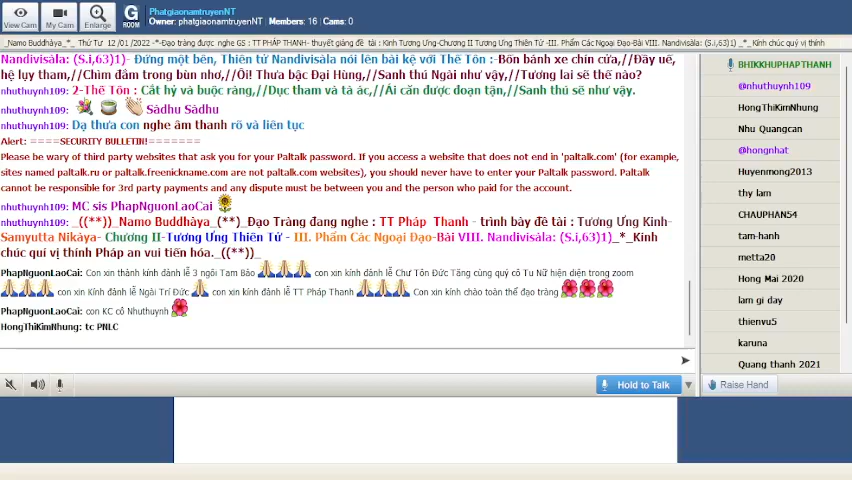 PhatgiaonamtruyenNT
Owner: phatgiaonamtruyenNT Members: 16 Cams: 0
View Cam
My Cam
Enlarge
G
ROOM
_Namo Buddhàya_*_ Thứ Tư 12 /01 /2022 -*-Đạo tràng được nghe GS : TT PHÁP THANH- thuyết giảng đề tài : Kinh Tương Ưng-Chương II Tương Ưng Thiên Tử -III. Phẩm Các Ngoại Đạo-Bài VIII. Nandivisàla: (S.i,63)1) _*_Kính chúc quý vị thính
Nandivisàla: (S.i,63)1)- Đứng một bên, Thiên tử Nandivisàla nói lên bài kệ với Thế Tôn :-Bốn bánh xe chín cửa,//Đầy uế,
hệ lụy tham,//Chìm đắm trong bùn nhơ,//Ôi! Thưa bậc Đại Hùng,//Sanh thú Ngài như vậy,//Tương lai sẽ thế nào?
nhuthuynh109: 2-Thế Tôn : Cắt hỷ và buộc ràng,//Dục tham và tà ác,//Ái căn được đoạn tận,//Sanh thú sẽ như vậy.
nhuthuynh109: Sàdhu Sàdhu
nhuthuynh109: Dạ thưa con nghe âm thanh rõ và liên tục
Alert: ====SECURITY BULLETIN!=======
Please be wary of third party websites that ask you for your Paltalk password. If you access a website that does not end in 'paltalk.com' (for example,
sites named paltalk.ru or paltalk.freenickname.com are not paltalk.com websites), you should never have to enter your Paltalk password. Paltalk
cannot be responsible for 3rd party payments and any dispute must be between you and the person who paid for the account.
nhuthuynh109: MC sis PhapNguonLaoCai
nhuthuynh109: _((**))_Namo Buddhàya_(**)_Đạo Tràng đang nghe : TT Pháp Thanh - trình bày đề tài : Tương Ưng Kinh-
Samyutta Nikàya- Chương II-Tương Ưng Thiên Tử - III. Phẩm Các Ngoại Đạo-Bài VIII. Nandivisàla: (S.i,63)1)_*_Kính
chúc quí vị thính Pháp an vui tiến hóa._((**))_
PhapNguonLaoCai: Con xin thành kính đảnh lễ 3 ngôi Tam Bảo con xin kính đảnh lễ Chư Tôn Đức Tăng cùng quý cô Tu Nữ hiện diện trong zoom
con xin Kính đảnh lễ Ngài Trí Đức con xin kính đảnh lễ TT Pháp Thanh Con xin kính chào toàn thể đạo tràng
PhapNguonLaoCai: con KC cô Nhuthuynh
HongThiKimNhung: tc PNLC
Hold to Talk
BHIKKHUPHAPTHANH
@nhuthuynh109
HongThiKimNhung
Nhu Quangcan
@hongnhat
Huyenmong2013
thy lam
CHAUPHAN54
tam-hanh
metta20
Hong Mai 2020
lam gi day
thienvu5
karuna
Quang thanh 2021
Raise Hand